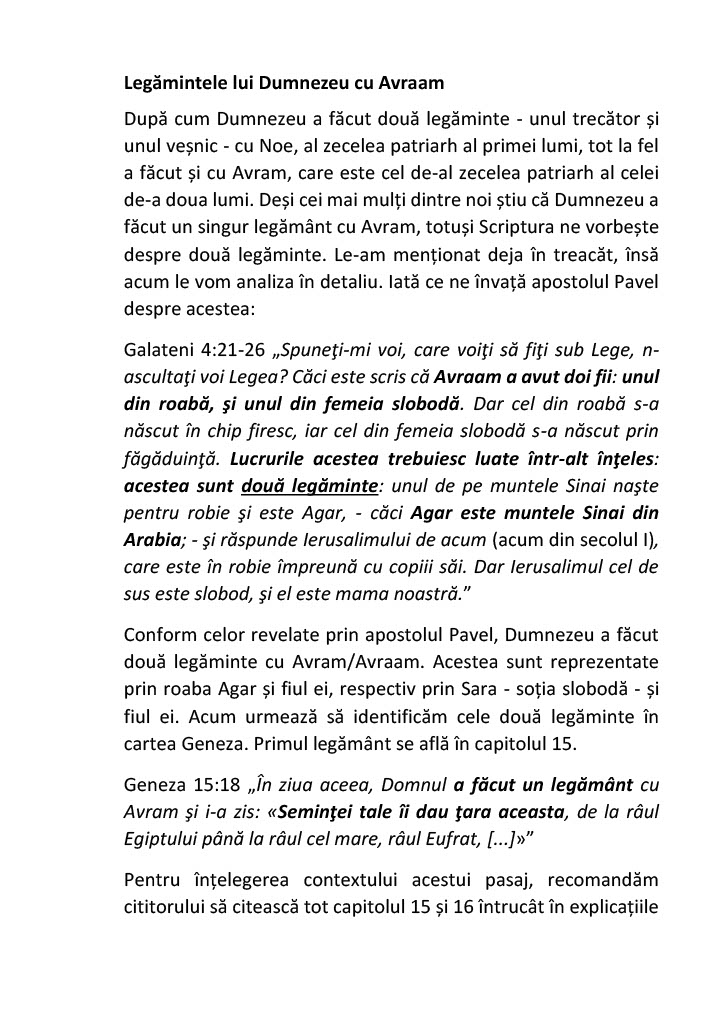 Legămintele lui Dumnezeu cu Avraam
După cum Dumnezeu a făcut două legăminte - unul trecător și
unul veșnic - cu Noe, al zecelea patriarh al primei lumi, tot la fel
a făcut și cu Avram, care este cel de-al zecelea patriarh al celei
de-a doua lumi. Deși cei mai mulți dintre noi știu că Dumnezeu a
făcut un singur legământ cu Avram, totuși Scriptura ne vorbește
despre două legăminte. Le-am menționat deja în treacăt, însă
acum le vom analiza în detaliu. Iată ce ne învață apostolul Pavel
despre acestea:
Galateni 4:21-26 „Spuneţi-mi voi, care voiţi să fiţi sub Lege, n-
ascultaţi voi Legea? Căci este scris că Avraam a avut doi fii: unul
din roabă, şi unul din femeia slobodă. Dar cel din roabă s-a
născut în chip firesc, iar cel din femeia slobodă s-a născut prin
făgăduinţă. Lucrurile acestea trebuiesc luate într-alt înţeles:
acestea sunt două legăminte: unul de pe muntele Sinai naşte
pentru robie şi este Agar, - căci Agar este muntele Sinai din
Arabia; - şi răspunde Ierusalimului de acum (acum din secolul I),
care este în robie împreună cu copiii săi. Dar Ierusalimul cel de
sus este slobod, şi el este mama noastră.”
Conform celor revelate prin apostolul Pavel, Dumnezeu a făcut
două legăminte cu Avram/Avraam. Acestea sunt reprezentate
prin roaba Agar și fiul ei, respectiv prin Sara - soția slobodă - și
fiul ei. Acum urmează să identificăm cele două legăminte în
cartea Geneza. Primul legământ se află în capitolul 15.
Geneza 15:18 „În ziua aceea, Domnul a făcut un legământ cu
Avram şi i-a zis: «Seminţei tale îi dau ţara aceasta, de la râul
Egiptului până la râul cel mare, râul Eufrat, [...]»”
Pentru înțelegerea contextului acestui pasaj, recomandăm
cititorului să citească tot capitolul 15 și 16 întrucât în explicațiile